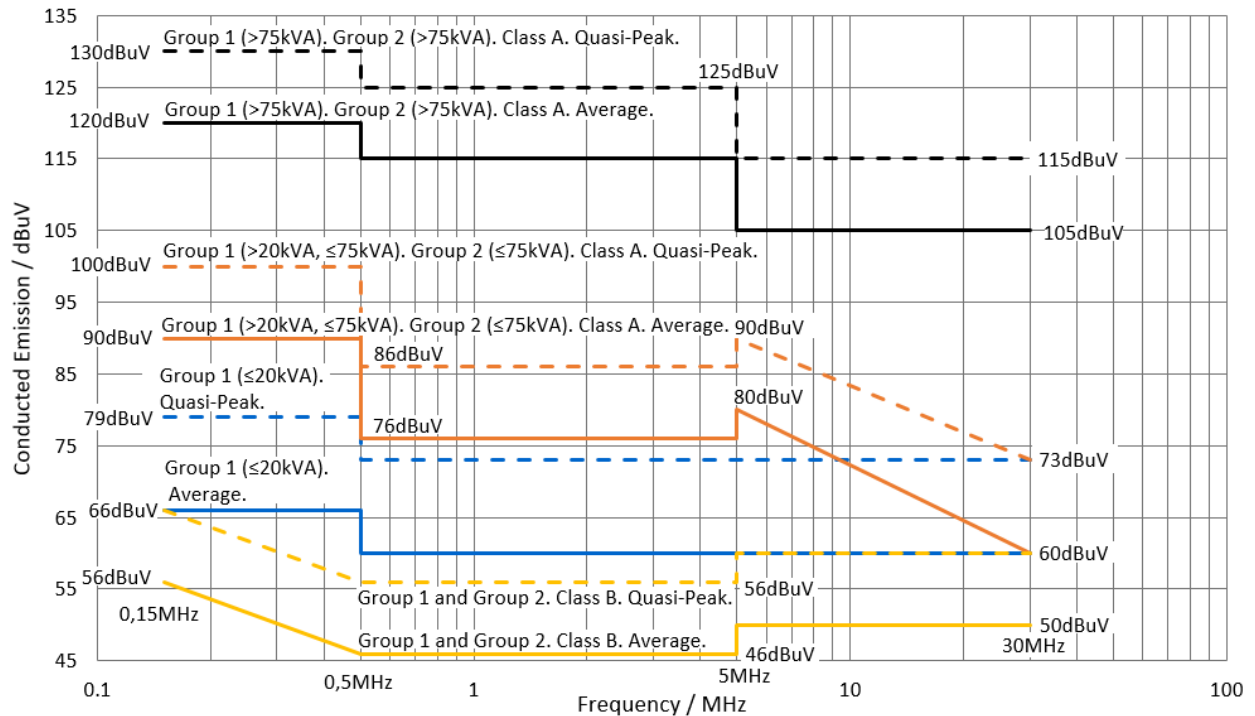 135
Group 1 (>75kVA). Group 2 (>75kVA). Class A. Quasi-Peak.
130dBuV
125dBuV
125
Group 1 (>75kVA). Group 2 (>75kVA). Class A. Average.
120dBuV
115
115dBuV
105
105dBuV
Group 1 (>20kVA, ≤75kVA). Group 2 (≤75kVA). Class A. Quasi-Peak.
100dBuV
95
Group 1 (>20kVA, ≤75kVA). Group 2 (≤75kVA). Class A. Average.
90dBuV
90dBuV
86dBuV
85
Group 1 (≤20kVA).
Quasi-Peak.
80dBuV
79dBuV
76dBuV
75
73dBuV
Group 1 (≤20kVA).
Average.
66dBuV
65
60dBuV
56dBuV
55
56dBuV
Group 1 and Group 2. Class B. Quasi-Peak.
0,15MHz
50dBuV
Group 1 and Group 2. Class B. Average.
46dBuV
30MHz
45
0,5MHz
5MHz
0.1
1
10
100
Frequency / MHz
Conducted Emission / dBuV